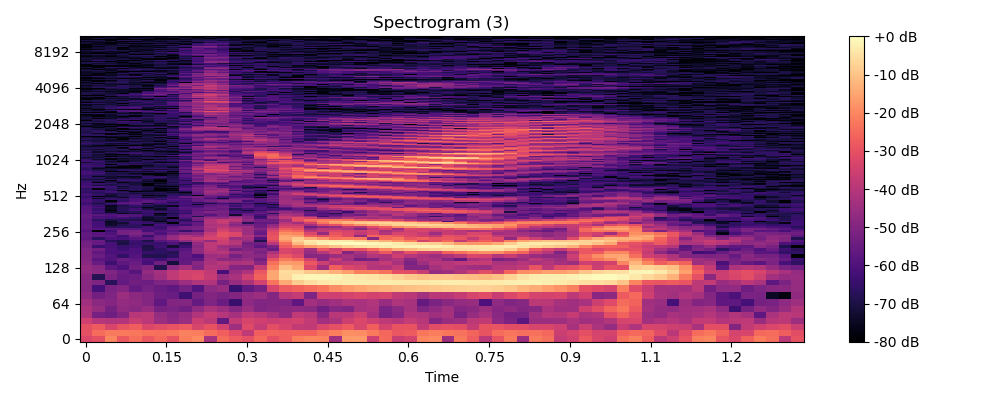 Spectrogram (3)
8192
4096
2048
1024
512
256
128
64
0
Hz
0 0.15 0.3 0.45 0.6 0.75 0.9 1.1 1.2
Time
+0 dB
-10 dB
-20 dB
-30 dB
-40 dB
-50 dB
-60 dB
-70 dB
-80 dB